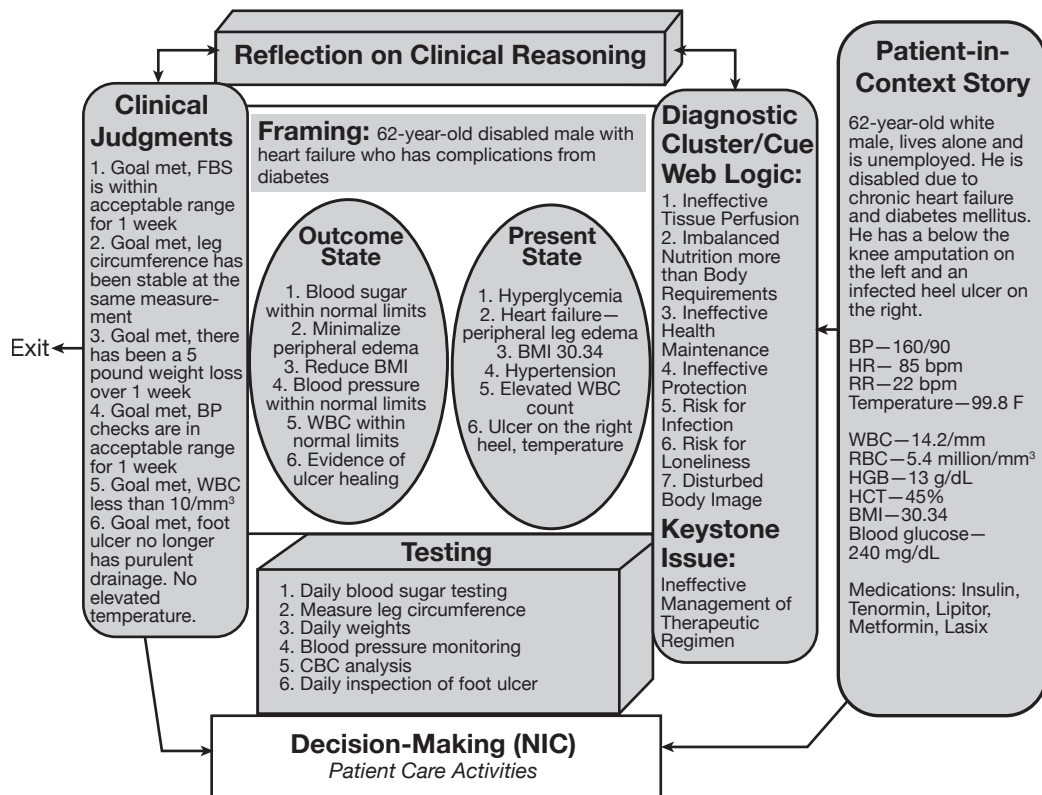 Reflection on Clinical Reasoning
Clinical
Judgments
1. Goal met, FBS
is within
acceptable range
for 1 week
2. Goal met, leg
circumference has
been stable at the
same measure-
ment
3. Goal met, there
has been a 5
pound weight loss
over 1 week
4. Goal met, BP
checks are in
acceptable range
for 1 week
5. Goal met, WBC
less than 10/mm³
6. Goal met, foot
ulcer no longer
has purulent
drainage. No
elevated
temperature.
Exit
Framing: 62-year-old disabled male with
heart failure who has complications from
diabetes
Outcome
State
1. Blood sugar
within normal limits
2. Minimalize
peripheral edema
3. Reduce BMI
4. Blood pressure
within normal limits
5. WBC within
normal limits
6. Evidence of
ulcer healing
Present
State
1. Hyperglycemia
2. Heart failure—
peripheral leg edema
3. BMI 30.34
4. Hypertension
5. Elevated WBC
count
6. Ulcer on the right
heel, temperature
Diagnostic
Cluster/Cue
Web Logic:
1. Ineffective
Tissue Perfusion
2. Imbalanced
Nutrition more
than Body
Requirements
3. Ineffective
Health
Maintenance
4. Ineffective
Protection
5. Risk for
Infection
6. Risk for
Loneliness
7. Disturbed
Body Image
Keystone
Issue:
Ineffective
Management of
Therapeutic
Regimen
Patient-in-
Context Story
62-year-old white
male, lives alone and
is unemployed. He is
disabled due to
chronic heart failure
and diabetes mellitus.
He has a below the
knee amputation on
the left and an
infected heel ulcer on
the right.
BP—160/90
HR— 85 bpm
RR—22 bpm
Temperature—99.8 F
WBC—14.2/mm
RBC—5.4 million/mm³
HGB—13 g/dL
HCT—45%
BMI—30.34
Blood glucose—
240 mg/dL
Medications: Insulin,
Tenormin, Lipitor,
Metformin, Lasix
Testing
1. Daily blood sugar testing
2. Measure leg circumference
3. Daily weights
4. Blood pressure monitoring
5. CBC analysis
6. Daily inspection of foot ulcer
Decision-Making (NIC)
Patient Care Activities